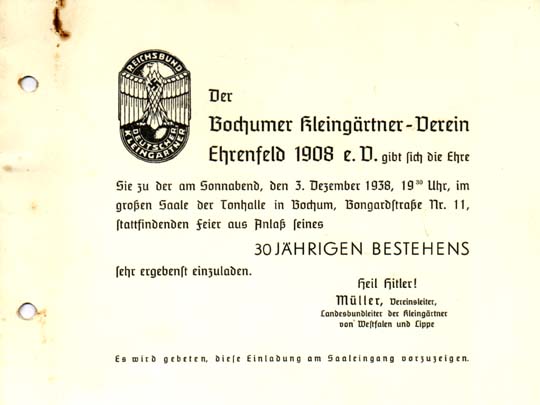 REICHSBUND
DEUTSCHER
KLEINGÄRTNER
Der
Bochumer Kleingärtner-Verein
Ehrenfeld 1908 e. V. gibt sich die Ehre
Sie zu der am Sonnabend, den 3. Dezember 1938, 19³⁰ Uhr, im
großen Saale der Tonhalle in Bochum, Bongardstraße Nr. 11,
stattfindenden Feier aus Anlaß seines
30 JÄHRIGEN BESTEHENS
sehr ergebenst einzuladen.
Heil Hitler!
Müller, Vereinsleiter,
Landesbundleiter der Kleingärtner
von Westfalen und Lippe
Es wird gebeten, diese Einladung am Saaleingang vorzuzeigen.